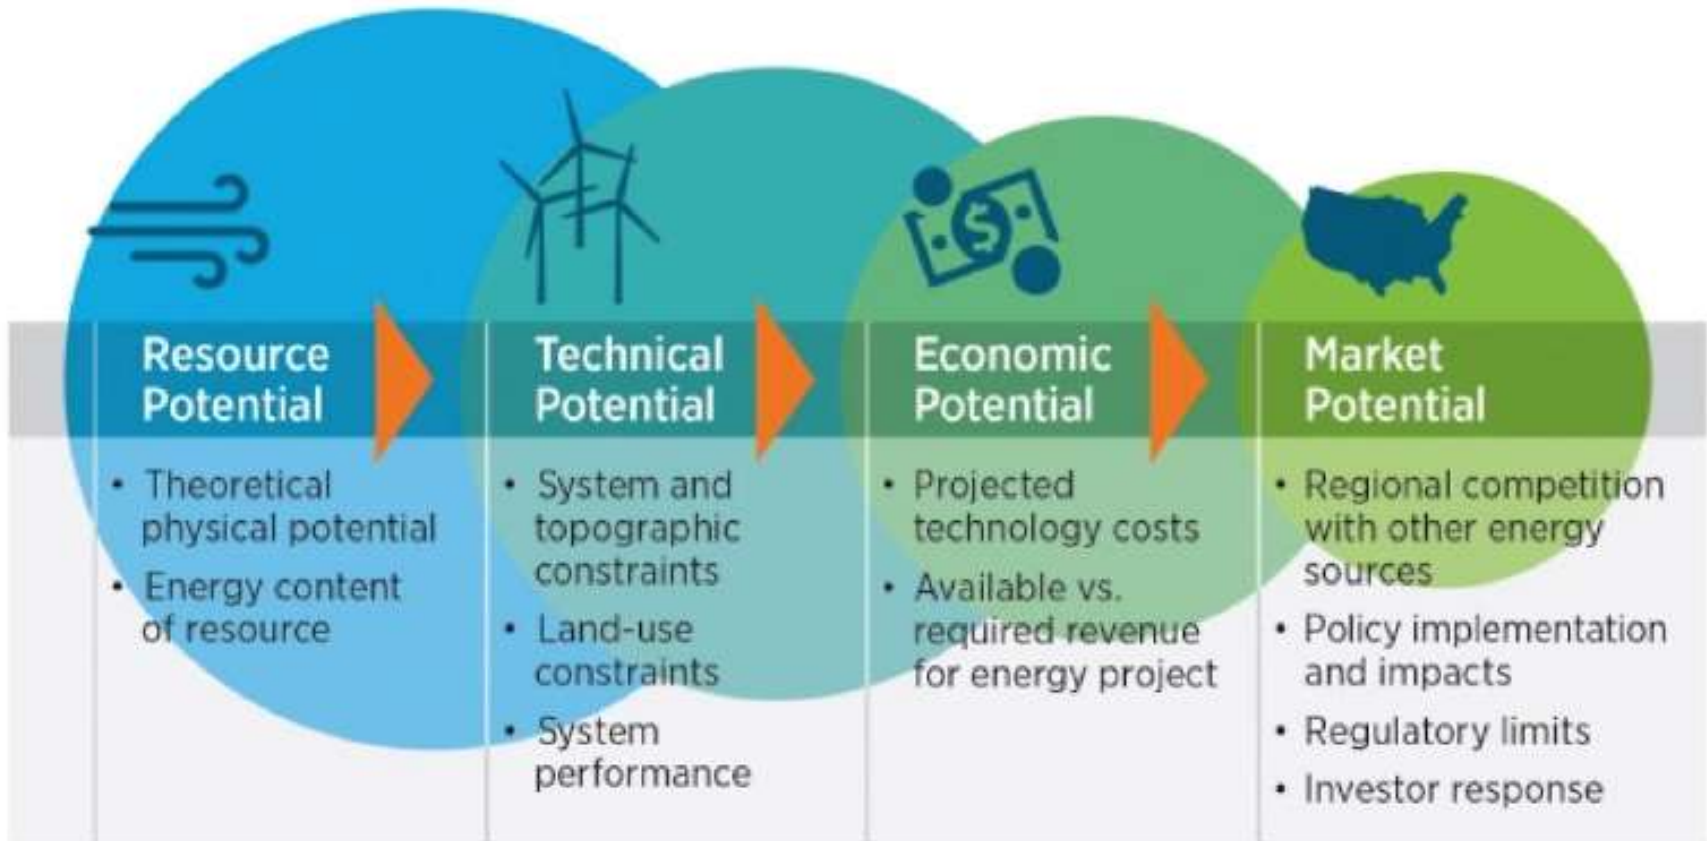 Resource
Potential
• Theoretical
physical potential
• Energy content
of resource
Technical
Potential
• System and
topographic
constraints
• Land-use
constraints
• System
performance
$
Economic
Potential
• Projected
technology costs
• Available vs.
required revenue
for energy project
Market
Potential
• Regional competition
with other energy
sources
• Policy implementation
and impacts
• Regulatory limits
• Investor response